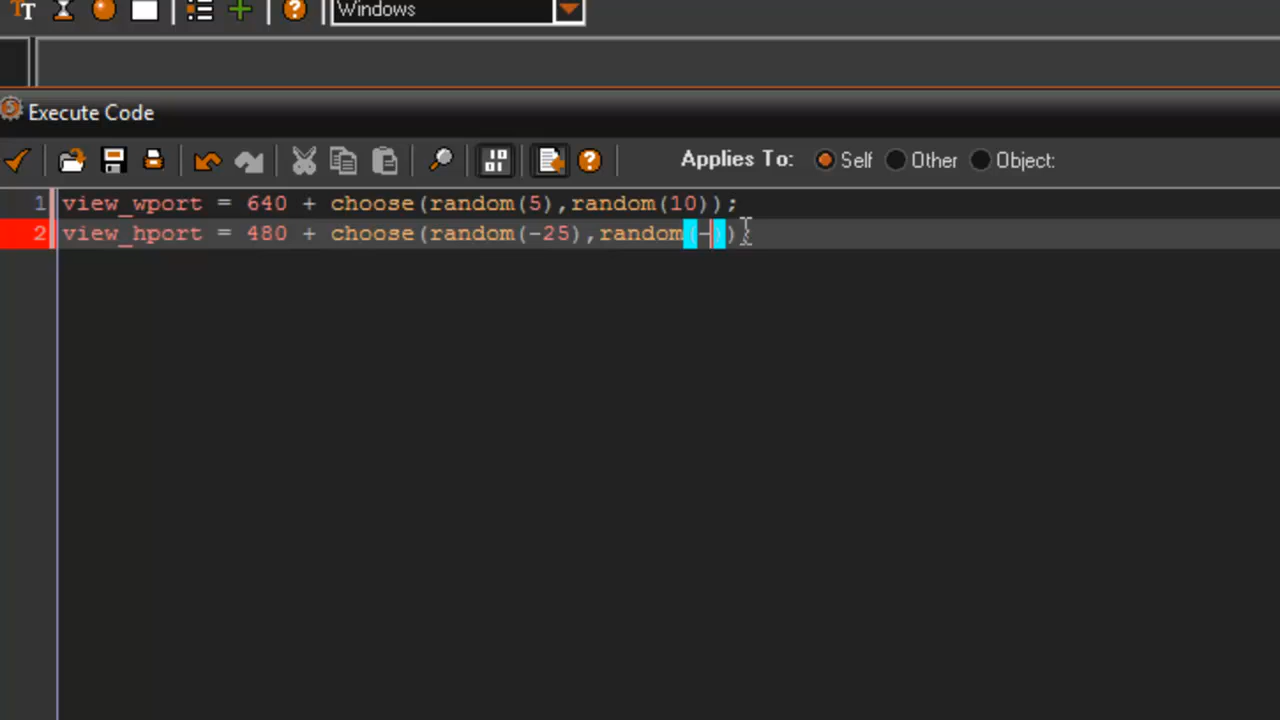 TT
Windows
Execute Code
Applies To: Self Other Object:
1 view_wport = 640 + choose(random(5),random(10));
2 view_hport = 480 + choose(random(-25),random(-))